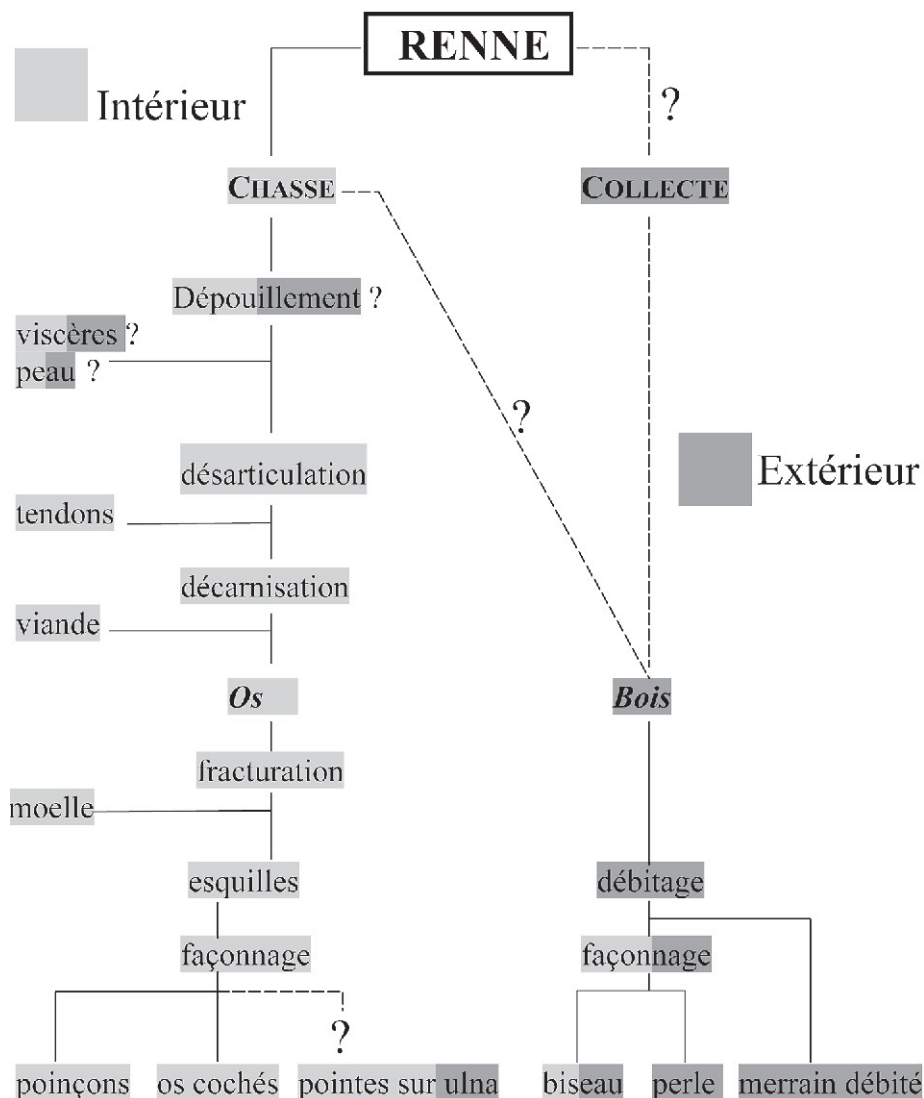 RENNE
Intérieur
?
CHASSE
COLLECTE
Dépouillement ?
viscères ?
peau ?
?
désarticulation
Extérieur
tendons
décarnisation
viande
Os
Bois
fracturation
moelle
esquilles
débitage
façonnage
façonnage
?
poinçons
os cochés
pointes sur ulna
biseau
perle
merrain débité